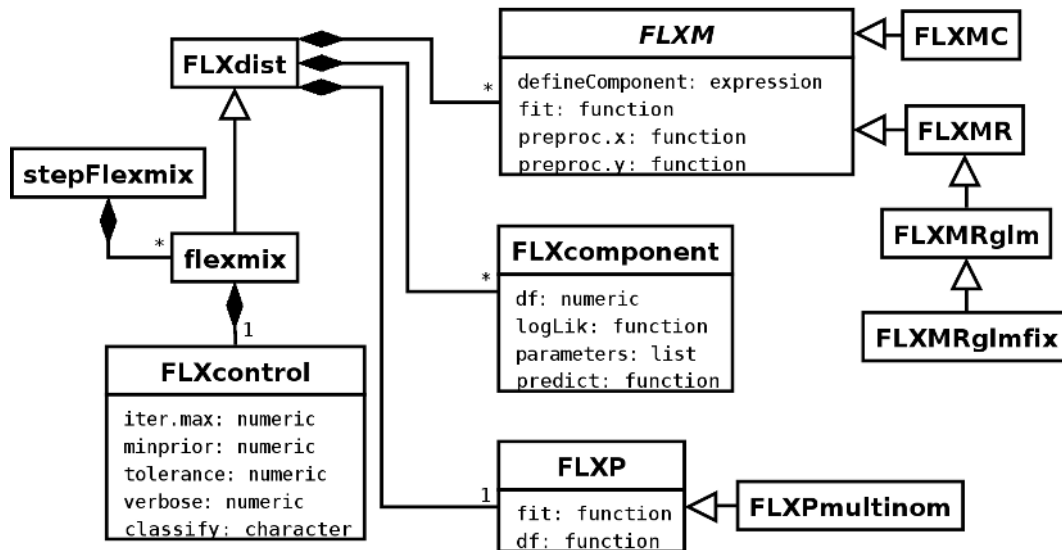 FLXdist
FLXM
defineComponent: expression
fit: function
preproc.x: function
preproc.y: function
*
FLXMC
FLXMR
FLXMRglm
FLXMRglmfix
stepFlexmix
*
flexmix
1
FLXcontrol
iter.max: numeric
minprior: numeric
tolerance: numeric
verbose: numeric
classify: character
FLXcomponent
df: numeric
logLik: function
parameters: list
predict: function
*
FLXP
fit: function
df: function
1
FLXPmultinom